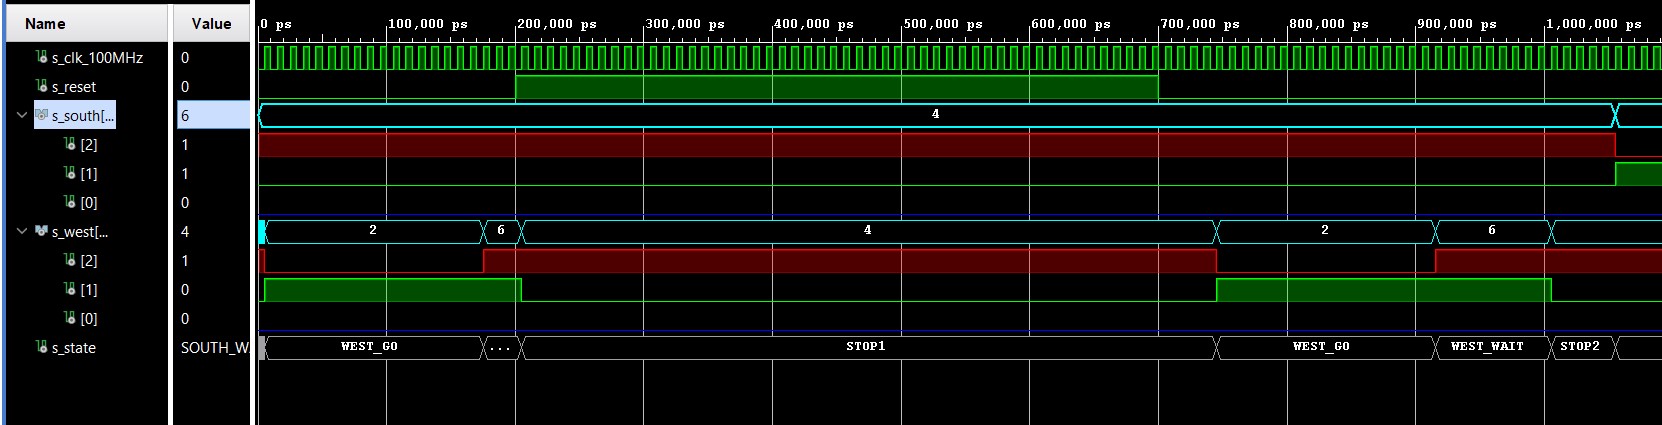 Name Value 0 ps 100,000 ps 200,000 ps 300,000 ps 400,000 ps 500,000 ps 600,000 ps 700,000 ps 800,000 ps 900,000 ps 1,000,000 ps
s_clk_100MHz 0
s_reset 0
s_south[... 6 4
[2] 1
[1] 1
[0] 0
s_west[... 4 2 6 4 2 6
[2] 1
[1] 0
[0] 0
s_state SOUTH_W WEST_GO ... STOP1 WEST_GO WEST_WAIT STOP2